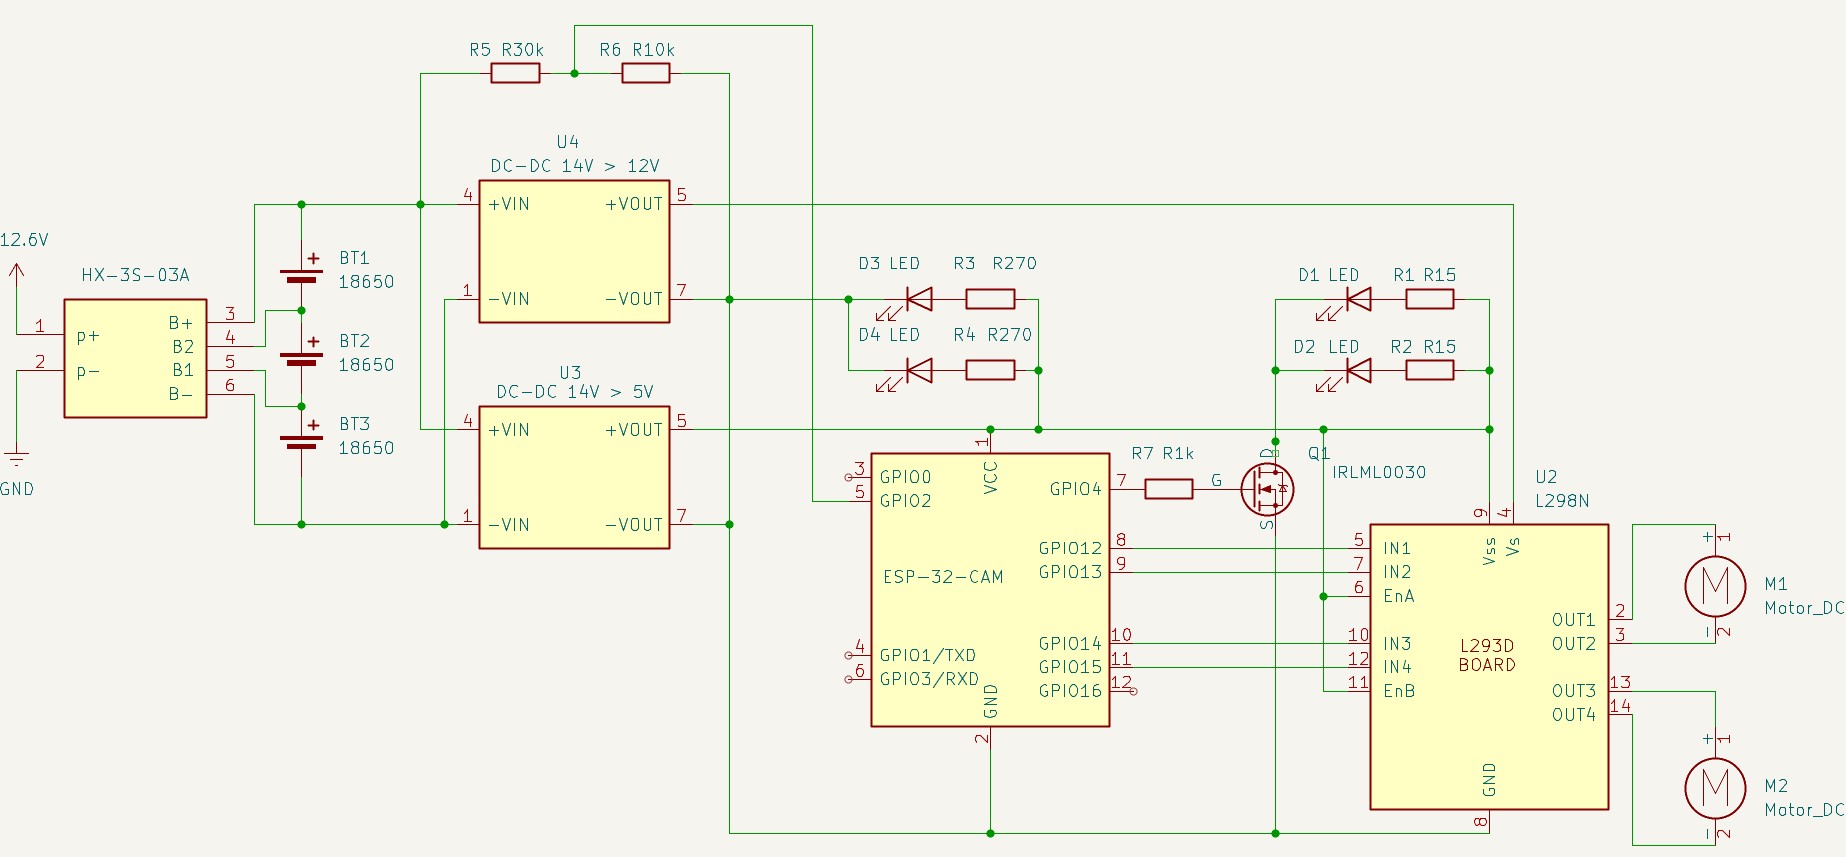 R5 R30k
R6 R10k
U4
DC-DC 14V > 12V
4
+VIN
+VOUT
5
1
-VIN
-VOUT
7
12.6V
HX-3S-03A
1
p+
2
p-
B+
3
B2
4
B1
5
B-
6
GND
+
BT1
18650
+
BT2
18650
+
BT3
18650
U3
DC-DC 14V > 5V
4
+VIN
+VOUT
5
1
-VIN
-VOUT
7
D3 LED
R3 R270
D4 LED
R4 R270
D1 LED
R1 R15
D2 LED
R2 R15
1
VCC
3
GPIO0
5
GPIO2
GPIO4
7
R7 R1k
G
D
S
Q1
IRLML0030
GPIO12
8
GPIO13
9
ESP-32-CAM
4
GPIO1/TXD
6
GPIO3/RXD
GPIO14
10
GPIO15
11
GPIO16
12
GND
2
U2
L298N
9
Vss
4
Vs
5
IN1
7
IN2
6
EnA
10
IN3
12
IN4
11
EnB
L293D
BOARD
OUT1
2
OUT2
3
OUT3
13
OUT4
14
GND
8
+
1
M
-
2
M1
Motor_DC
+
1
M
-
2
M2
Motor_DC